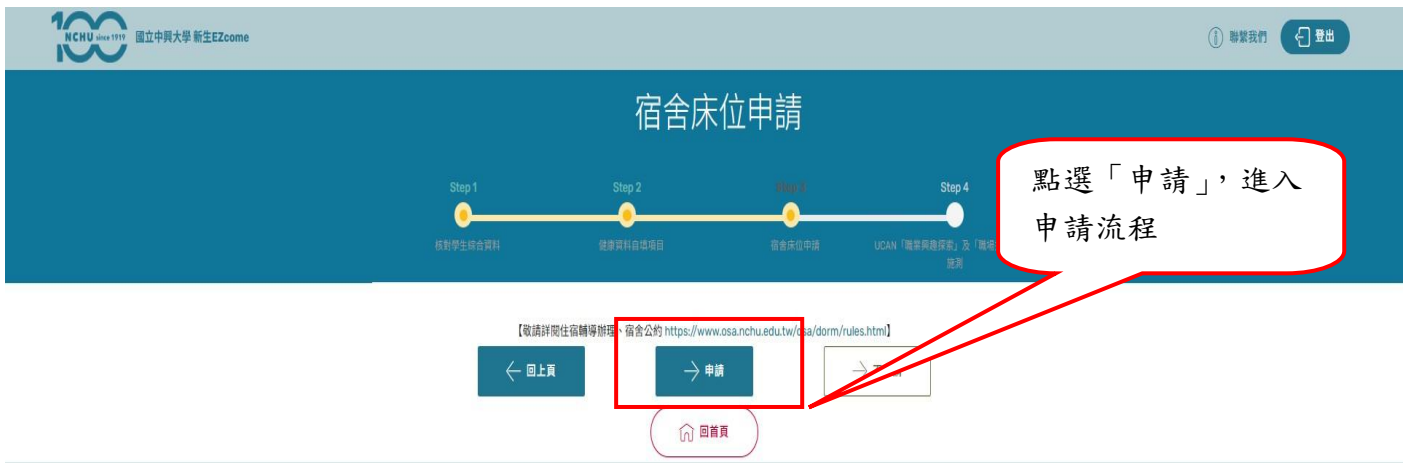 NCHU since 1919
國立中興大學 新生EZcome
聯繫我們
登出
宿舍床位申請
點選「申請」，進入
申請流程
Step 1
Step 2
Step 3
Step 4
核對學生綜合資料
健康資料自填項目
宿舍床位申請
UCAN「職業興趣探索」及「職場
施測
【敬請詳閱住宿輔導辦理、宿舍公約 https://www.osa.nchu.edu.tw/osa/dorm/rules.html】
回上頁
申請
回首頁